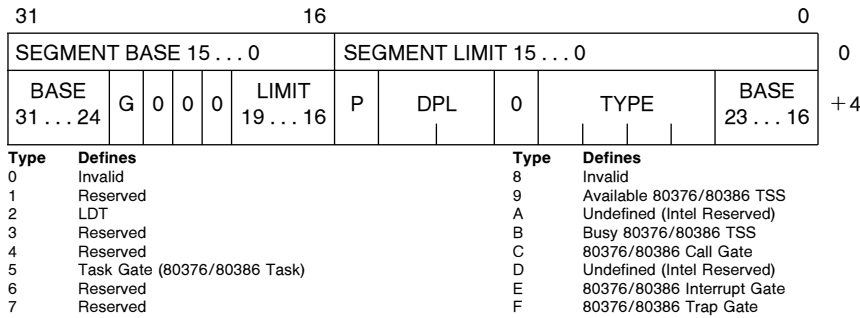 31 16 0
SEGMENT BASE 15 . . . 0 SEGMENT LIMIT 15 . . . 0 0
BASE 31 . . . 24 G 0 0 0 LIMIT 19 . . . 16 P DPL 0 TYPE BASE 23 . . . 16 +4
Type Defines Type Defines
0 Invalid 8 Invalid
1 Reserved 9 Available 80376/80386 TSS
2 LDT A Undefined (Intel Reserved)
3 Reserved B Busy 80376/80386 TSS
4 Reserved C 80376/80386 Call Gate
5 Task Gate (80376/80386 Task) D Undefined (Intel Reserved)
6 Reserved E 80376/80386 Interrupt Gate
7 Reserved F 80376/80386 Trap Gate